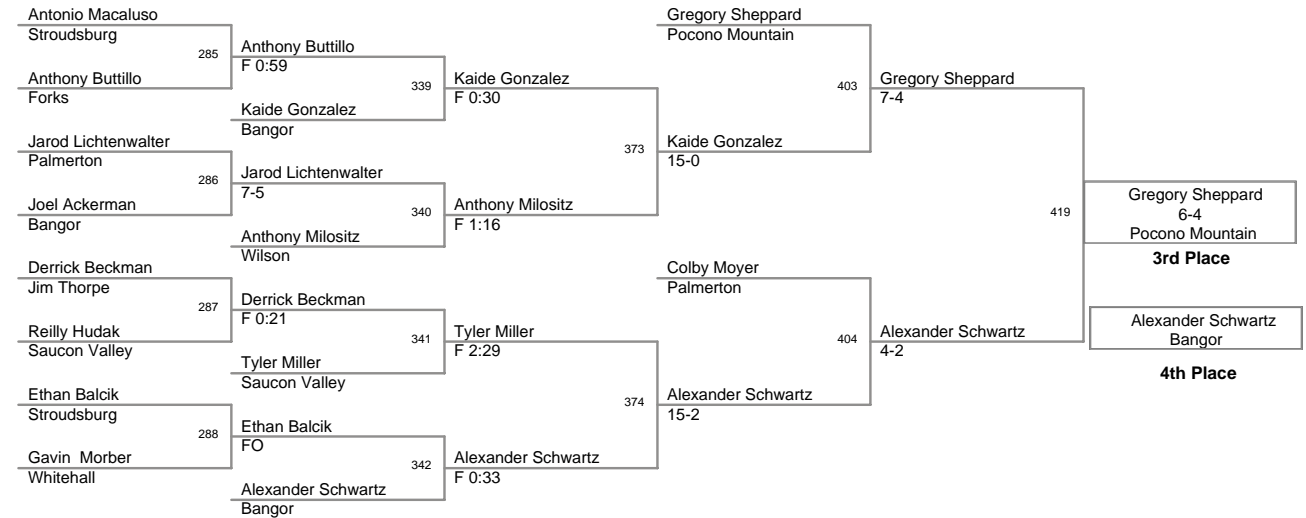 Antonio Macaluso
Stroudsburg
285
Anthony Buttillo
Forks
Jarod Lichtenwalter
Palmerton
286
Joel Ackerman
Bangor
Derrick Beckman
Jim Thorpe
287
Reilly Hudak
Saucon Valley
Ethan Balcik
Stroudsburg
288
Gavin  Morber
Whitehall
Anthony Buttillo
F 0:59
339
Kaide Gonzalez
Bangor
Jarod Lichtenwalter
7-5
340
Anthony Milositz
Wilson
Derrick Beckman
F 0:21
341
Tyler Miller
Saucon Valley
Ethan Balcik
FO
342
Alexander Schwartz
Bangor
Kaide Gonzalez
F 0:30
373
Anthony Milositz
F 1:16
Tyler Miller
F 2:29
374
Alexander Schwartz
F 0:33
Gregory Sheppard
Pocono Mountain
403
Kaide Gonzalez
15-0
Colby Moyer
Palmerton
404
Alexander Schwartz
15-2
Gregory Sheppard
7-4
419
Alexander Schwartz
4-2
Gregory Sheppard
6-4
Pocono Mountain
3rd Place
Alexander Schwartz
Bangor
4th Place